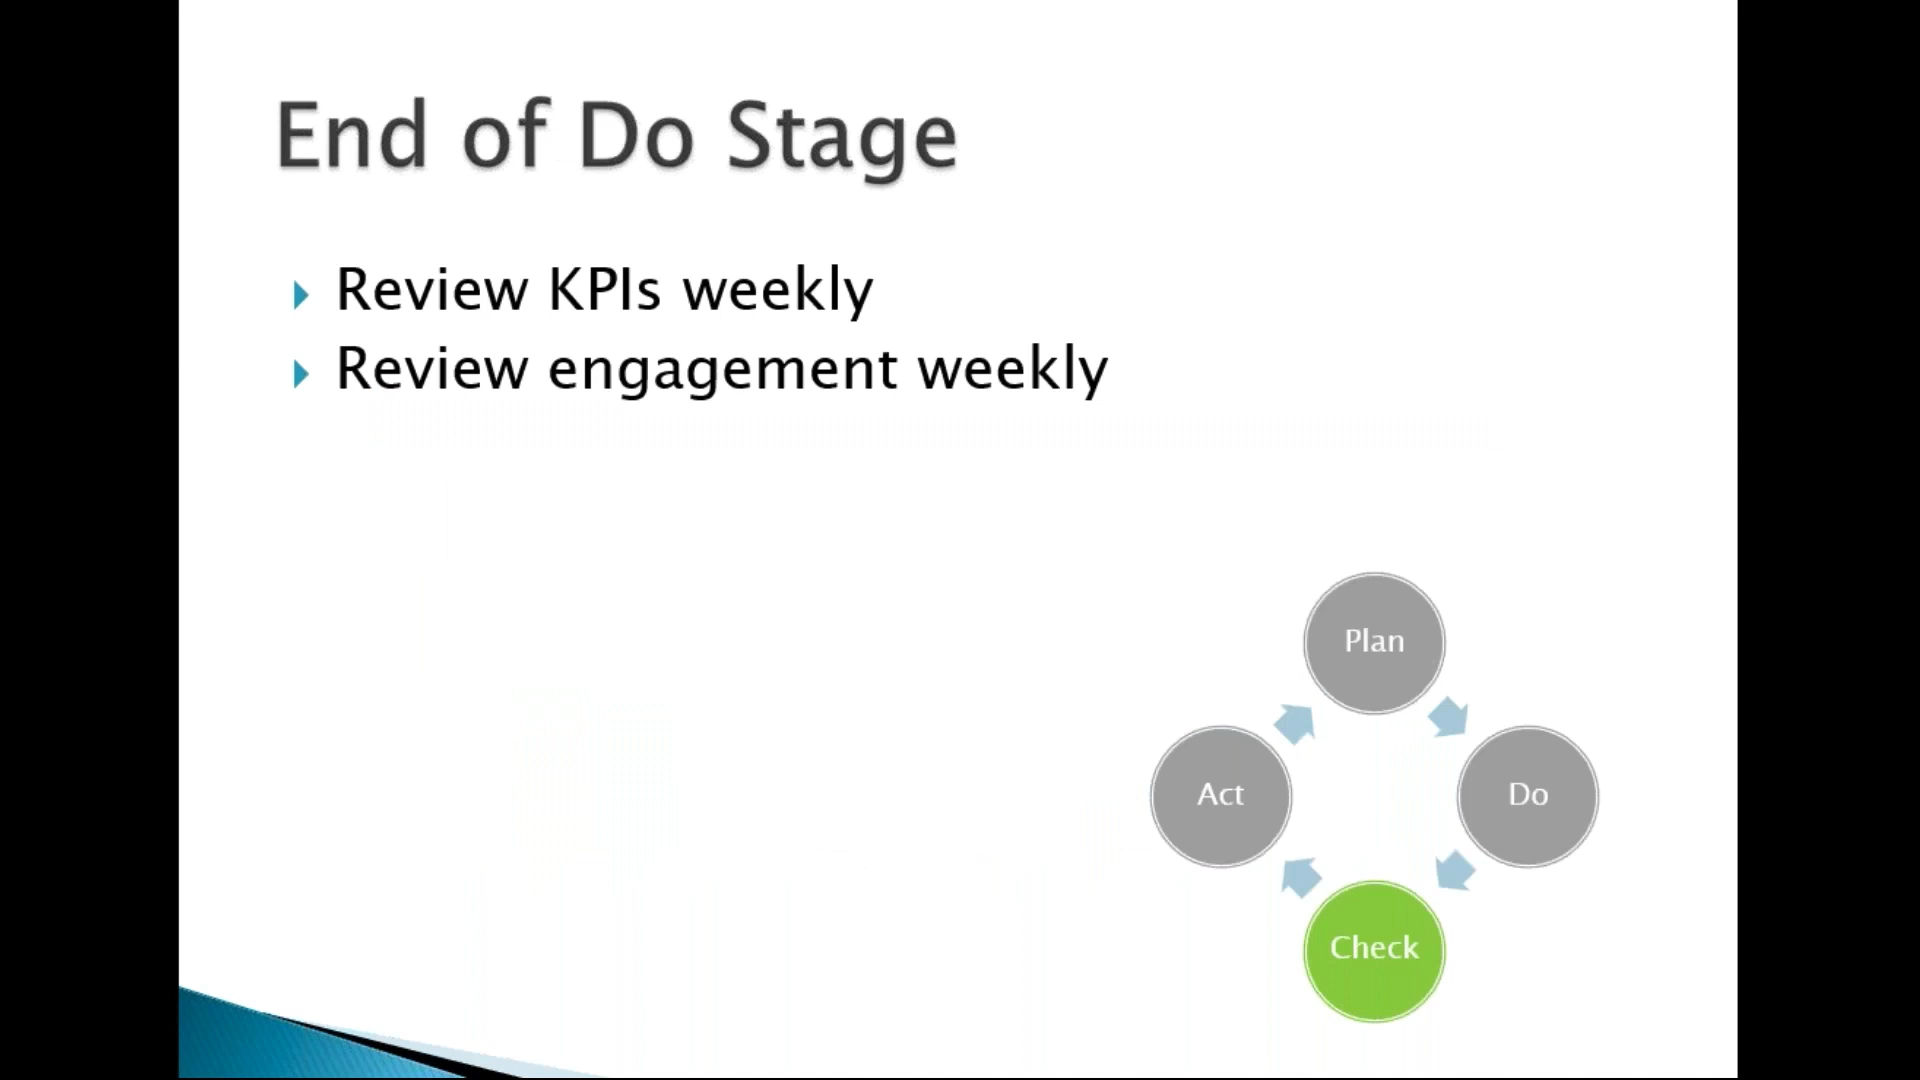 End of Do Stage
Review KPIs weekly
Review engagement weekly
Plan
Act
Do
Check